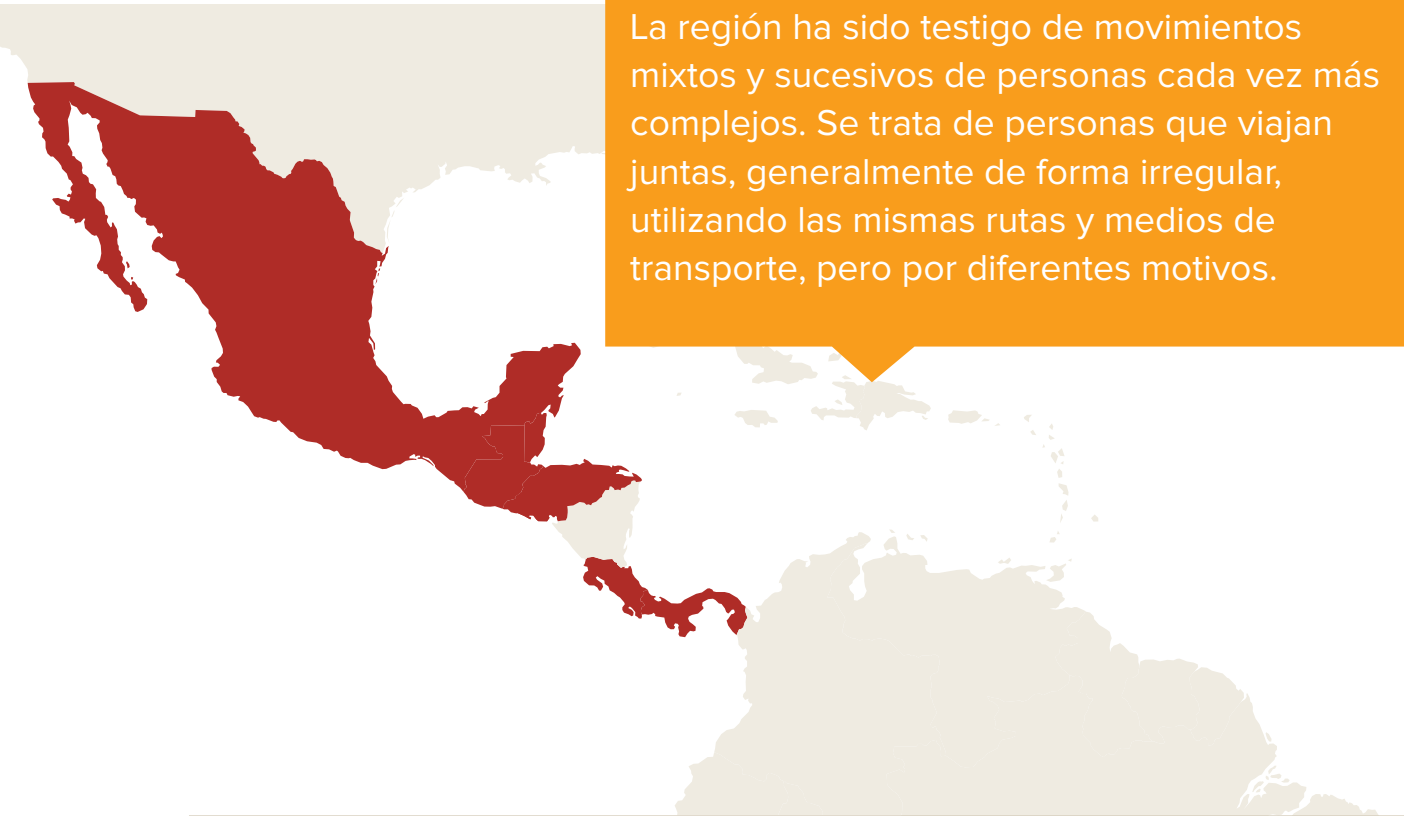 La región ha sido testigo de movimientos
mixtos y sucesivos de personas cada vez más
complejos. Se trata de personas que viajan
juntas, generalmente de forma irregular,
utilizando las mismas rutas y medios de
transporte, pero por diferentes motivos.